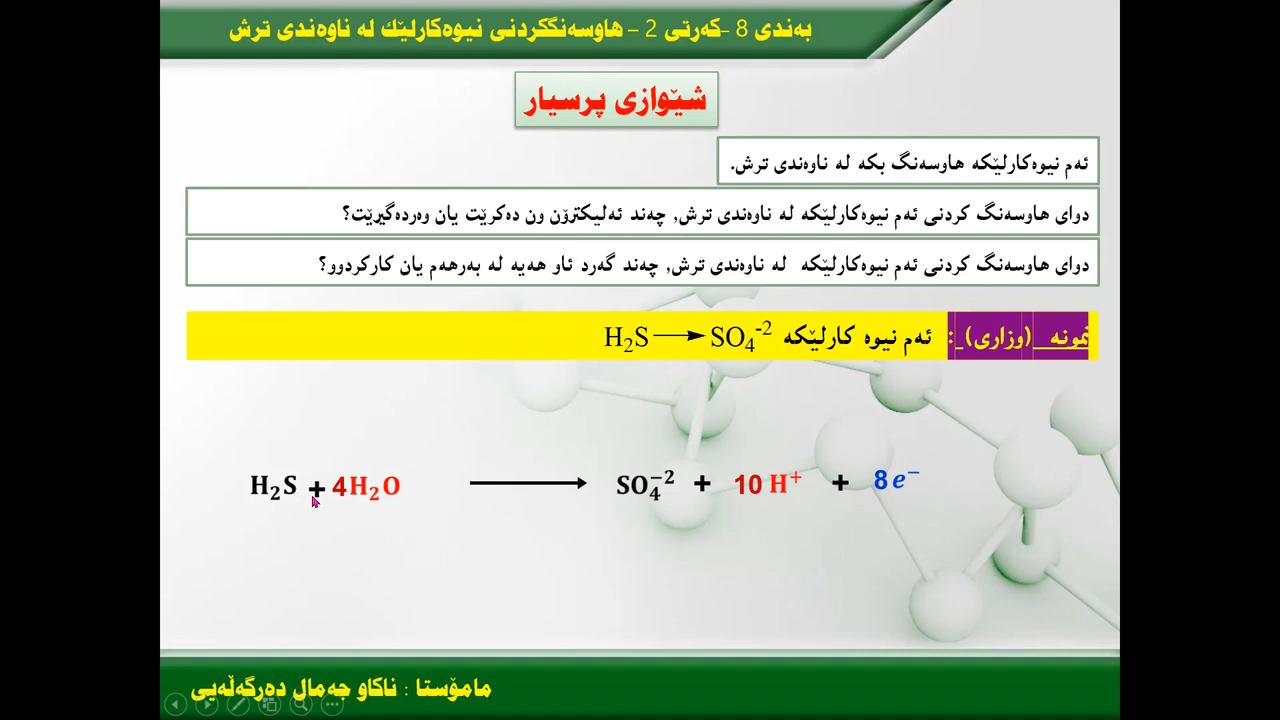 بەندی 8 –کەرتی 2 – هاوسەنگکردنی نیوەکارلێك لە ناوەندی ترش
شێوازی پرسیار
ئەم نیوەکارلێکە هاوسەنگ بکە لە ناوەندی ترش.
دوای هاوسەنگ کردنی ئەم نیوەکارلێکە لە ناوەندی ترش, چەند ئەلیکترۆن ون دەکرێت یان وەردەگیرێت؟
دوای هاوسەنگ کردنی ئەم نیوەکارلێکە لە ناوەندی ترش, چەند گەرد ئاو هەیە لە بەرهەم یان کارکردوو؟
نمونە (وزاری) : ئەم نیوە کارلێکە H₂S ⟶ SO₄⁻²
H₂S + 4H₂O ⟶ SO₄⁻² + 10 H⁺ + 8 e⁻
مامۆستا : ناکاو جەمال دەرگەڵەیی